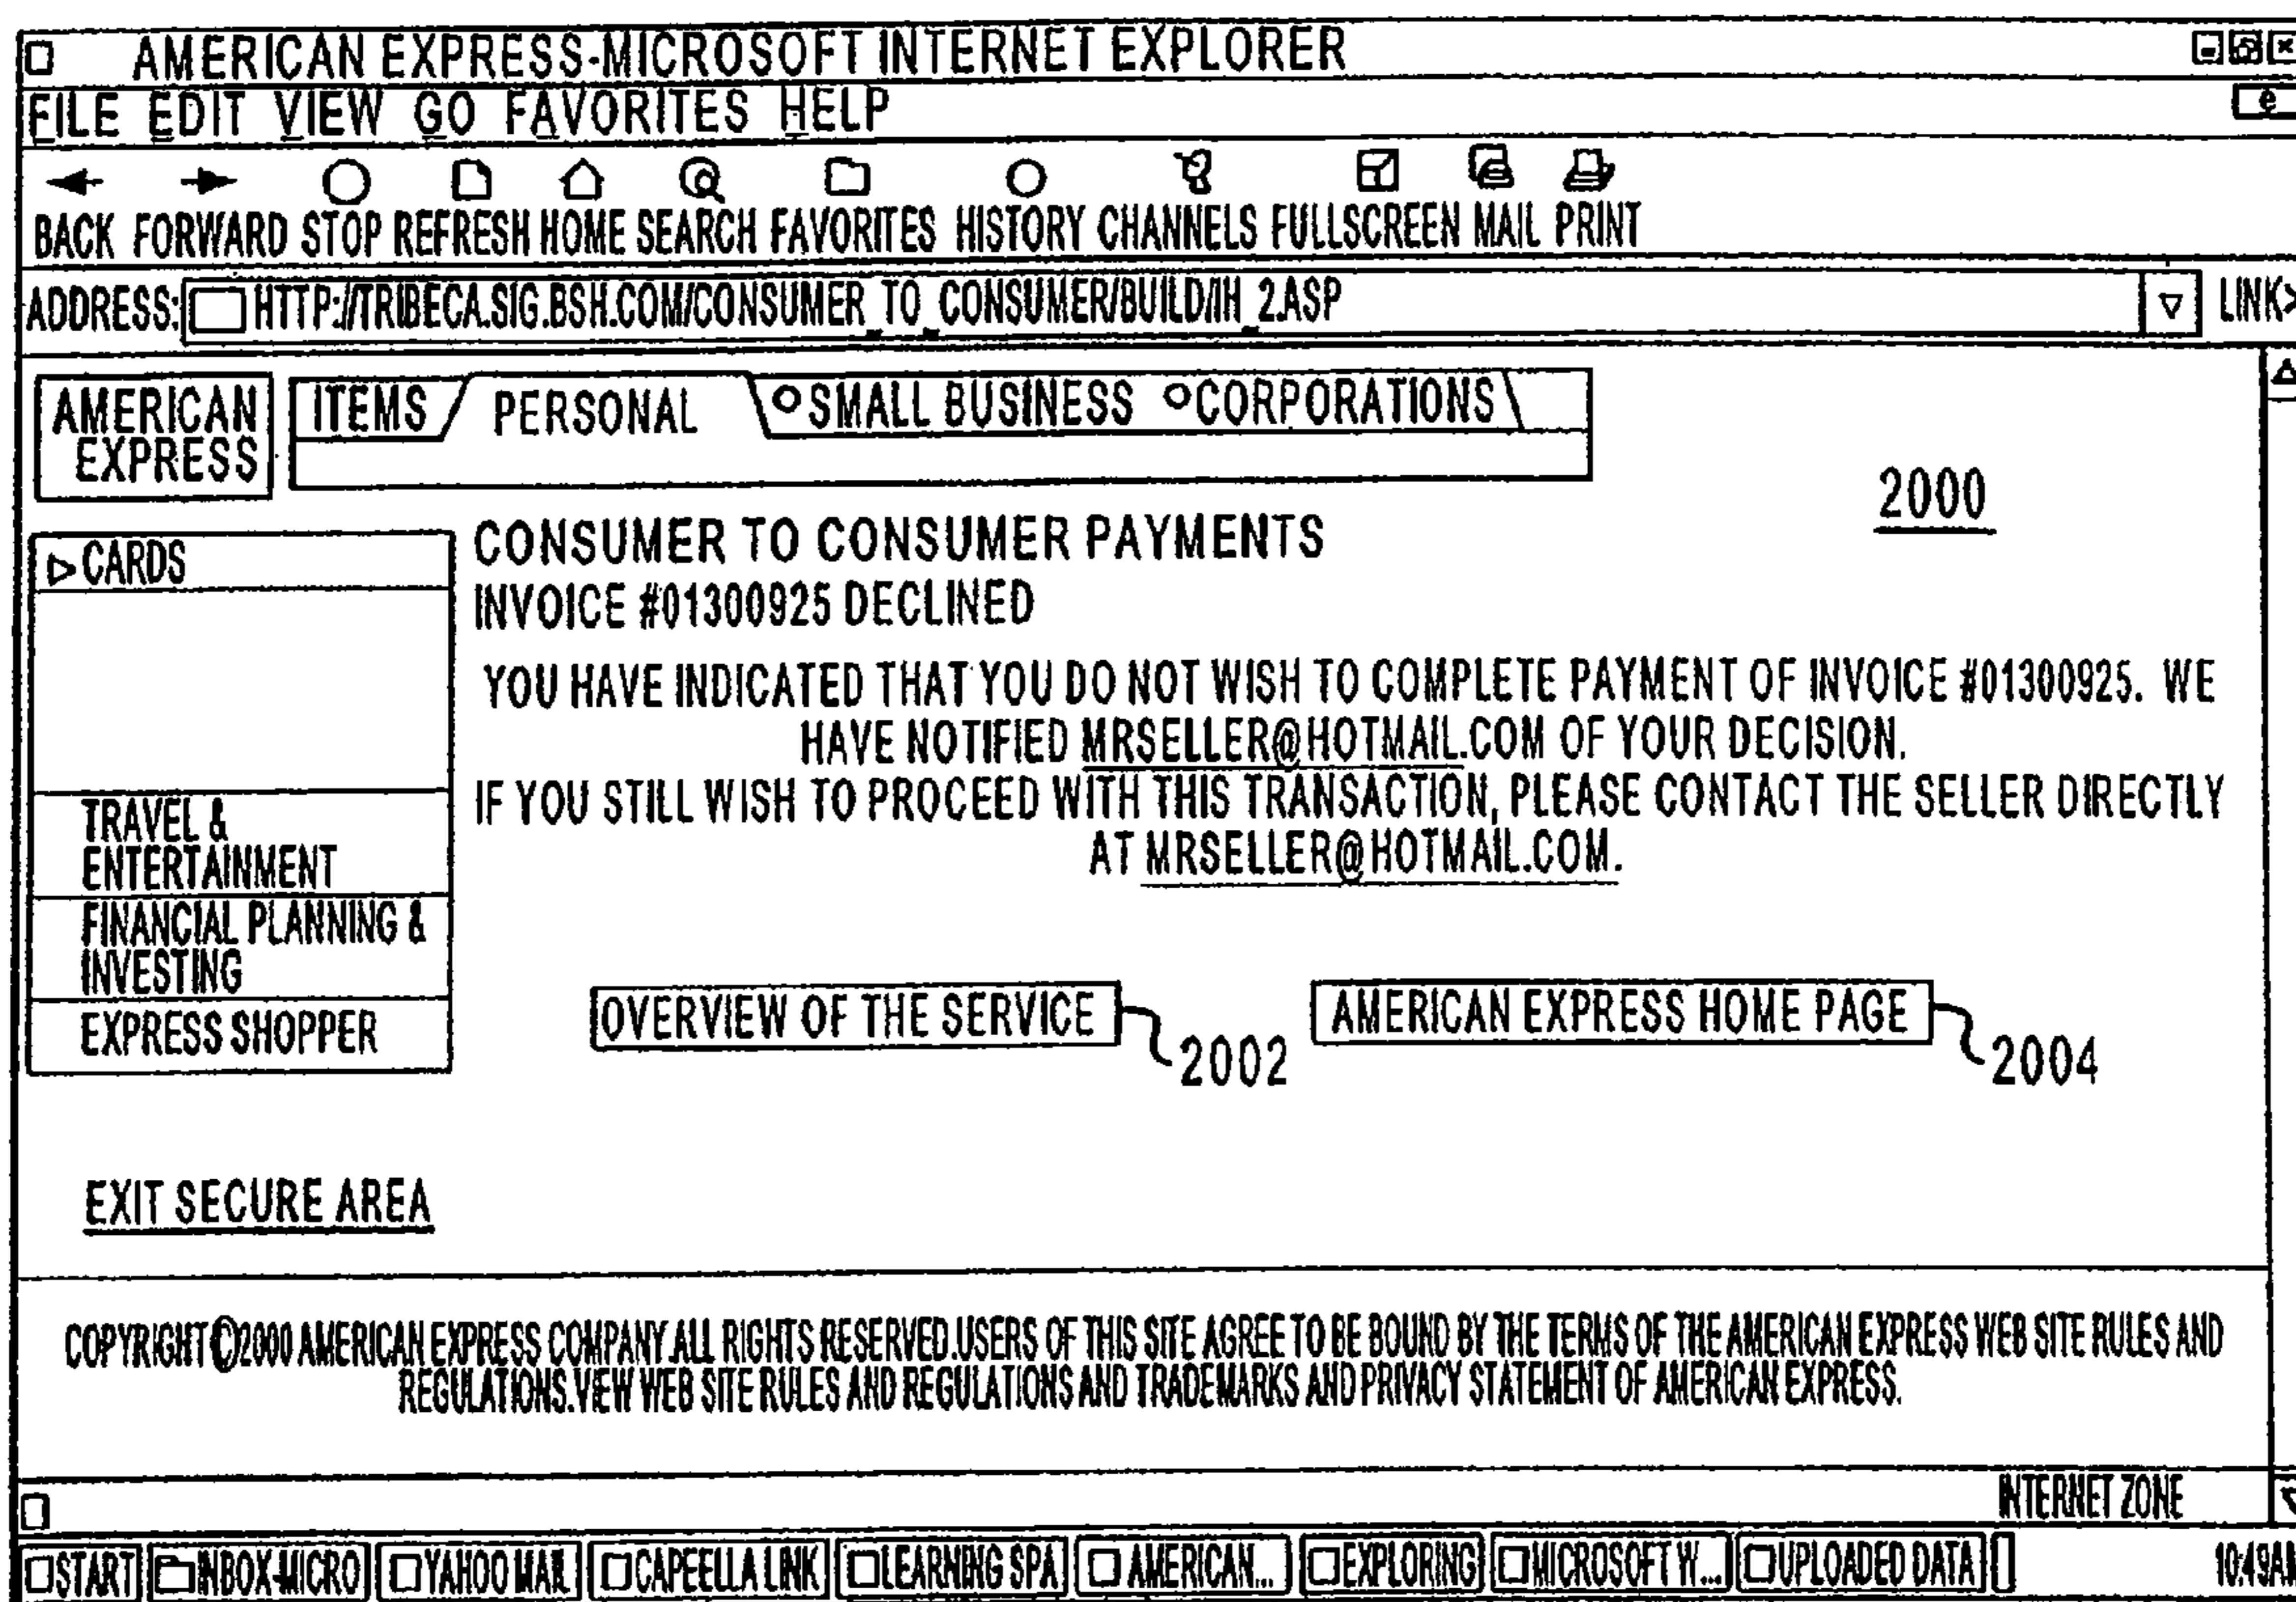 AMERICAN EXPRESS-MICROSOFT INTERNET EXPLORER
FILE EDIT VIEW GO FAVORITES HELP
e
BACK FORWARD STOP REFRESH HOME SEARCH FAVORITES HISTORY CHANNELS FULLSCREEN MAIL PRINT
ADDRESS: HTTP://TRIBECA.SIG.BSH.COM/CONSUMER_TO_CONSUMER/BUILD/IH_2.ASP LINK>
AMERICAN
EXPRESS
ITEMS PERSONAL SMALL BUSINESS CORPORATIONS
2000
CARDS
TRAVEL &
ENTERTAINMENT
FINANCIAL PLANNING &
INVESTING
EXPRESS SHOPPER
CONSUMER TO CONSUMER PAYMENTS
INVOICE #01300925 DECLINED
YOU HAVE INDICATED THAT YOU DO NOT WISH TO COMPLETE PAYMENT OF INVOICE #01300925. WE
HAVE NOTIFIED MRSELLER@HOTMAIL.COM OF YOUR DECISION.
IF YOU STILL WISH TO PROCEED WITH THIS TRANSACTION, PLEASE CONTACT THE SELLER DIRECTLY
AT MRSELLER@HOTMAIL.COM.
OVERVIEW OF THE SERVICE 2002 AMERICAN EXPRESS HOME PAGE 2004
EXIT SECURE AREA
COPYRIGHT©2000 AMERICAN EXPRESS COMPANY.ALL RIGHTS RESERVED.USERS OF THIS SITE AGREE TO BE BOUND BY THE TERMS OF THE AMERICAN EXPRESS WEB SITE RULES AND
REGULATIONS.VIEW WEB SITE RULES AND REGULATIONS AND TRADEMARKS AND PRIVACY STATEMENT OF AMERICAN EXPRESS.
INTERNET ZONE
START INBOX-MICRO YAHOO MAIL CAPEELLA LINK LEARNING SPA AMERICAN... EXPLORING MICROSOFT W... UPLOADED DATA 10:49AM